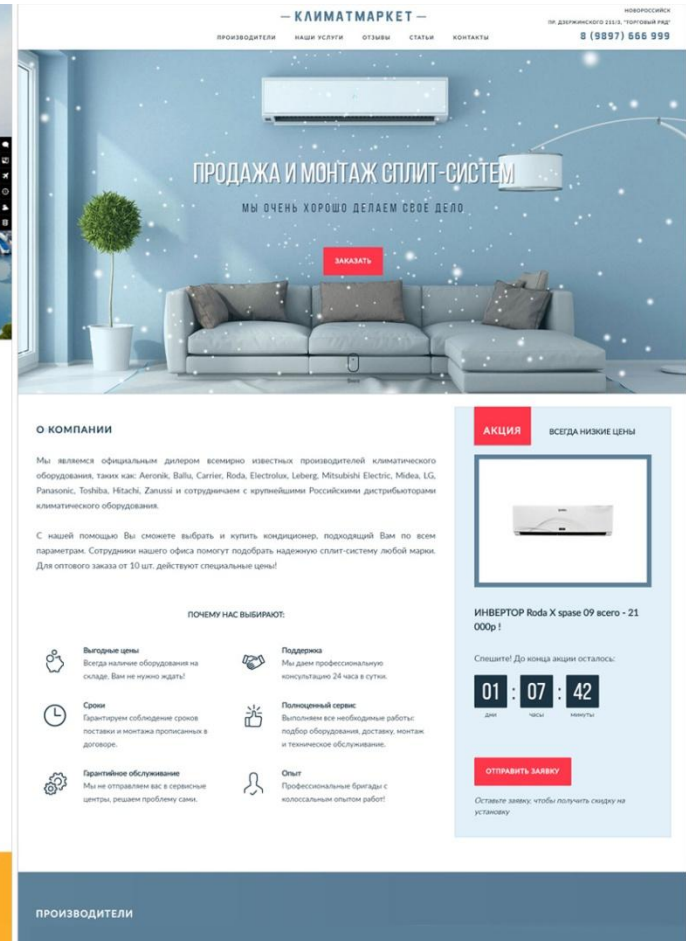 НОВОРОССИЙСК
ПР. ДЗЕРЖИНСКОГО 211/3, "ТОРГОВЫЙ РЯД"
— КЛИМАТМАРКЕТ —
8 (9897) 666 999
ПРОИЗВОДИТЕЛИ НАШИ УСЛУГИ ОТЗЫВЫ СТАТЬИ КОНТАКТЫ
ПРОДАЖА И МОНТАЖ СПЛИТ-СИСТЕМ
МЫ ОЧЕНЬ ХОРОШО ДЕЛАЕМ СВОЕ ДЕЛО
ЗАКАЗАТЬ
О КОМПАНИИ
Мы являемся официальным дилером всемирно известных производителей климатического
оборудования, таких как: Aeronik, Ballu, Carrier, Roda, Electrolux, Leberg, Mitsubishi Electric, Midea, LG,
Panasonic, Toshiba, Hitachi, Zanussi и сотрудничаем с крупнейшими Российскими дистрибьюторами
климатического оборудования.
С нашей помощью Вы сможете выбрать и купить кондиционер, подходящий Вам по всем
параметрам. Сотрудники нашего офиса помогут подобрать надежную сплит-систему любой марки.
Для оптового заказа от 10 шт. действуют специальные цены!
ПОЧЕМУ НАС ВЫБИРАЮТ:
Выгодные цены
Всегда наличие оборудования на
складе, Вам не нужно ждать!
Поддержка
Мы даем профессиональную
консультацию 24 часа в сутки.
Сроки
Гарантируем соблюдение сроков
поставки и монтажа прописанных в
договоре.
Полноценный сервис
Выполняем все необходимые работы:
подбор оборудования, доставку, монтаж
и техническое обслуживание.
Гарантийное обслуживание
Мы не отправляем вас в сервисные
центры, решаем проблему сами.
Опыт
Профессиональные бригады с
колоссальным опытом работ!
АКЦИЯ ВСЕГДА НИЗКИЕ ЦЕНЫ
ИНВЕРТОР Roda X spase 09 всего - 21
000р !
Спешите! До конца акции осталось:
01 : 07 : 42
дни часы минуты
ОТПРАВИТЬ ЗАЯВКУ
Оставьте заявку, чтобы получить скидку на
установку
ПРОИЗВОДИТЕЛИ